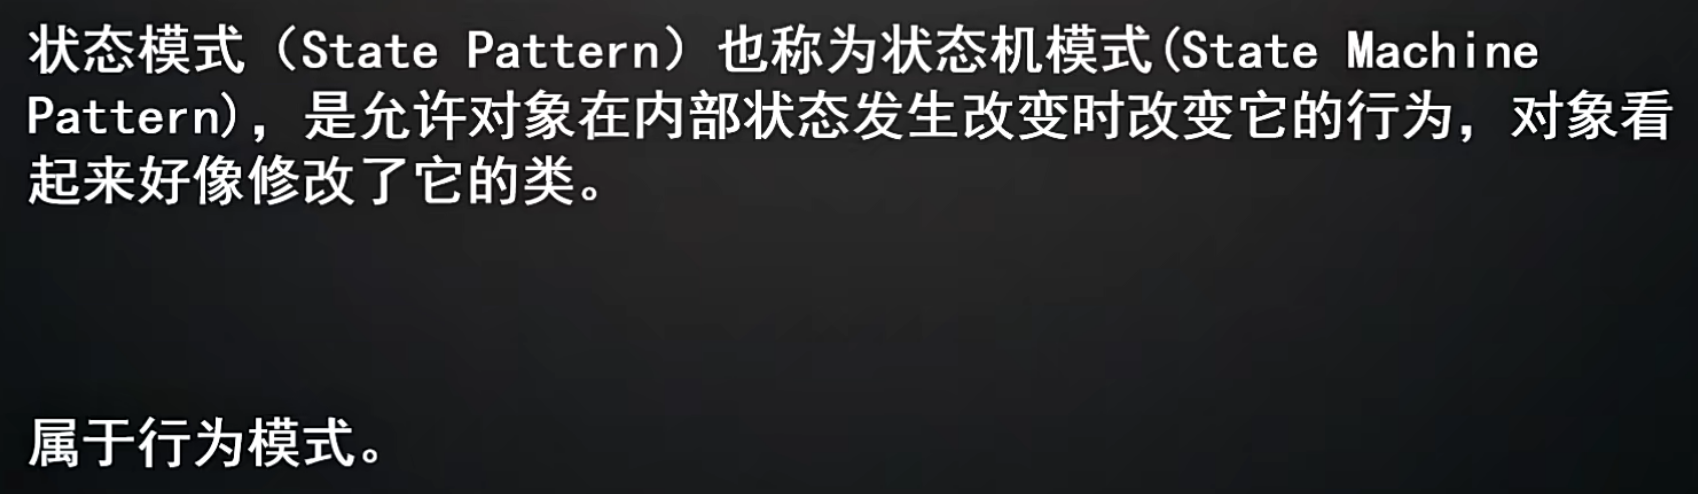 状态模式（State Pattern）也称为状态机模式(State Machine
Pattern)，是允许对象在内部状态发生改变时改变它的行为，对象看
起来好像修改了它的类。
属于行为模式。